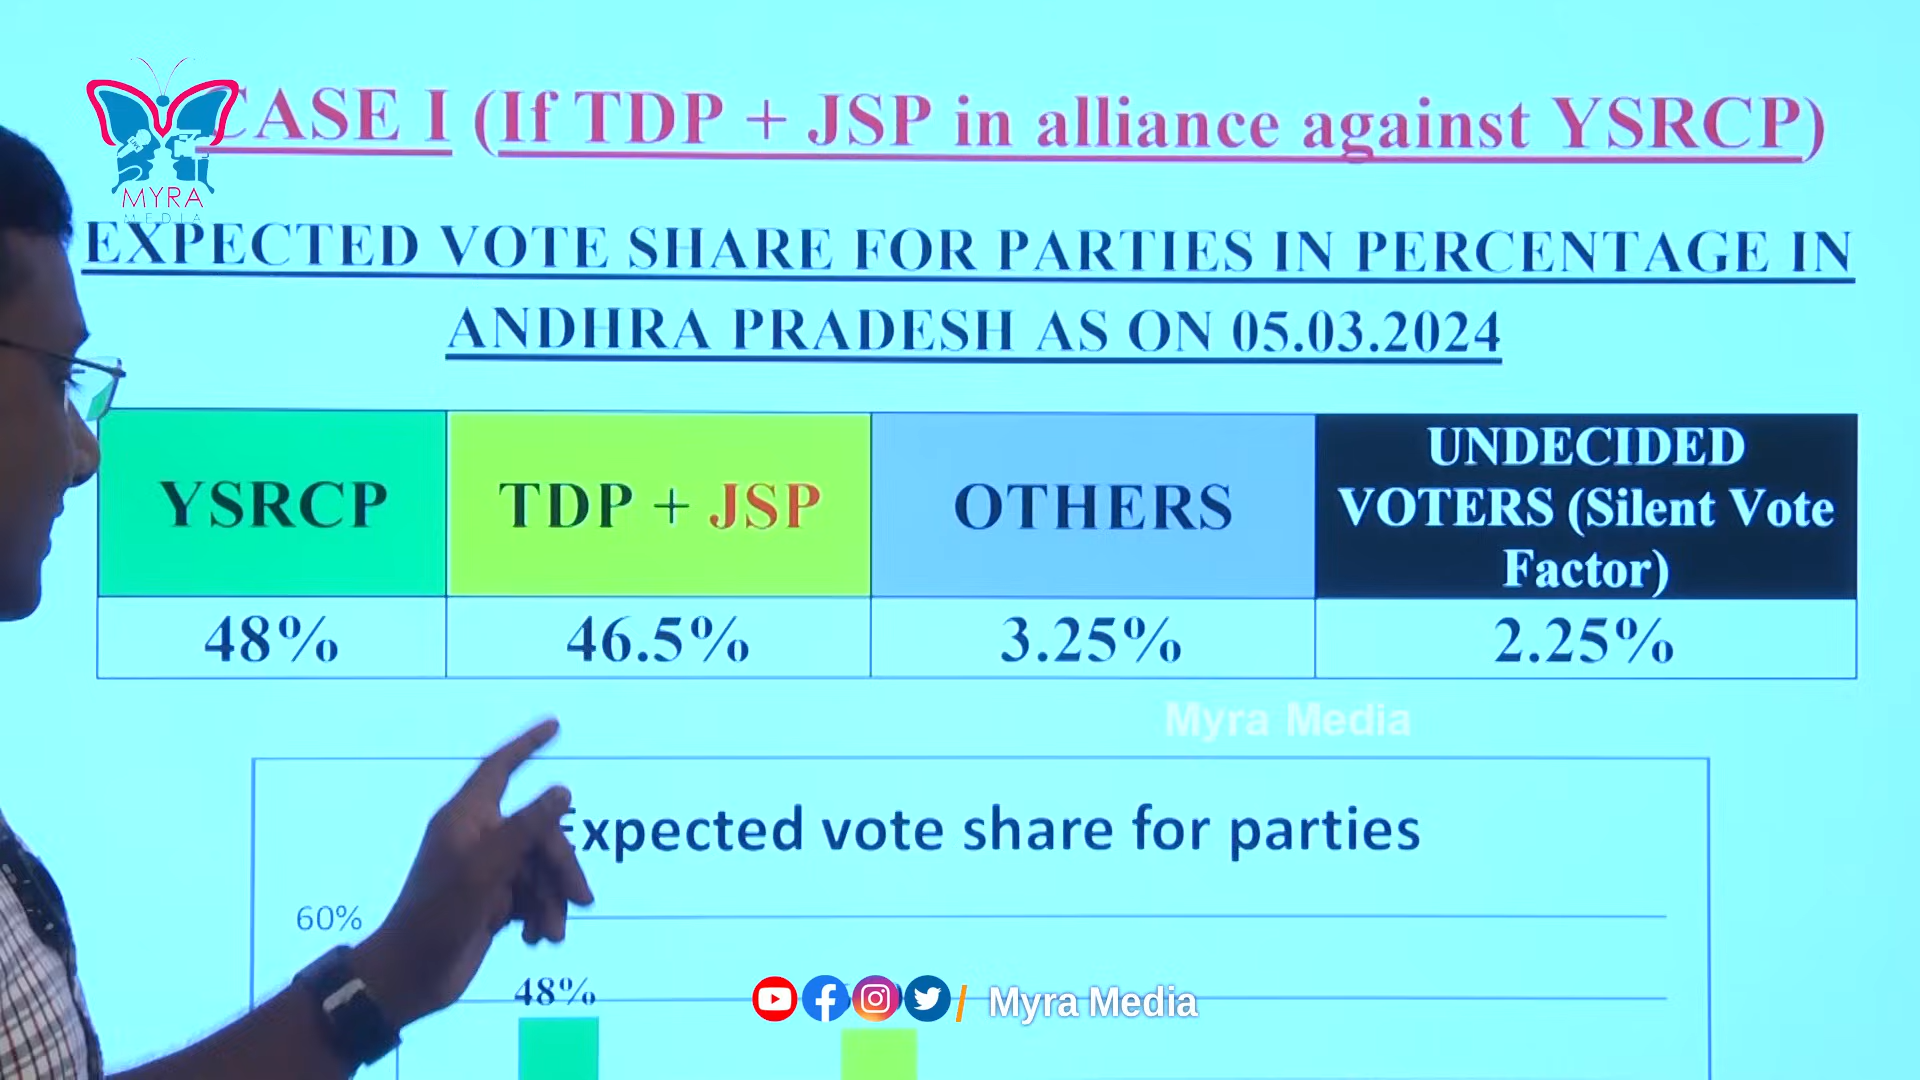 CASE I (If TDP + JSP in alliance against YSRCP)
MYRA
MEDIA
EXPECTED VOTE SHARE FOR PARTIES IN PERCENTAGE IN
ANDHRA PRADESH AS ON 05.03.2024
YSRCP
TDP + JSP
OTHERS
UNDECIDED
VOTERS (Silent Vote
Factor)
48%
46.5%
3.25%
2.25%
Myra Media
Expected vote share for parties
60%
48%
/ Myra Media